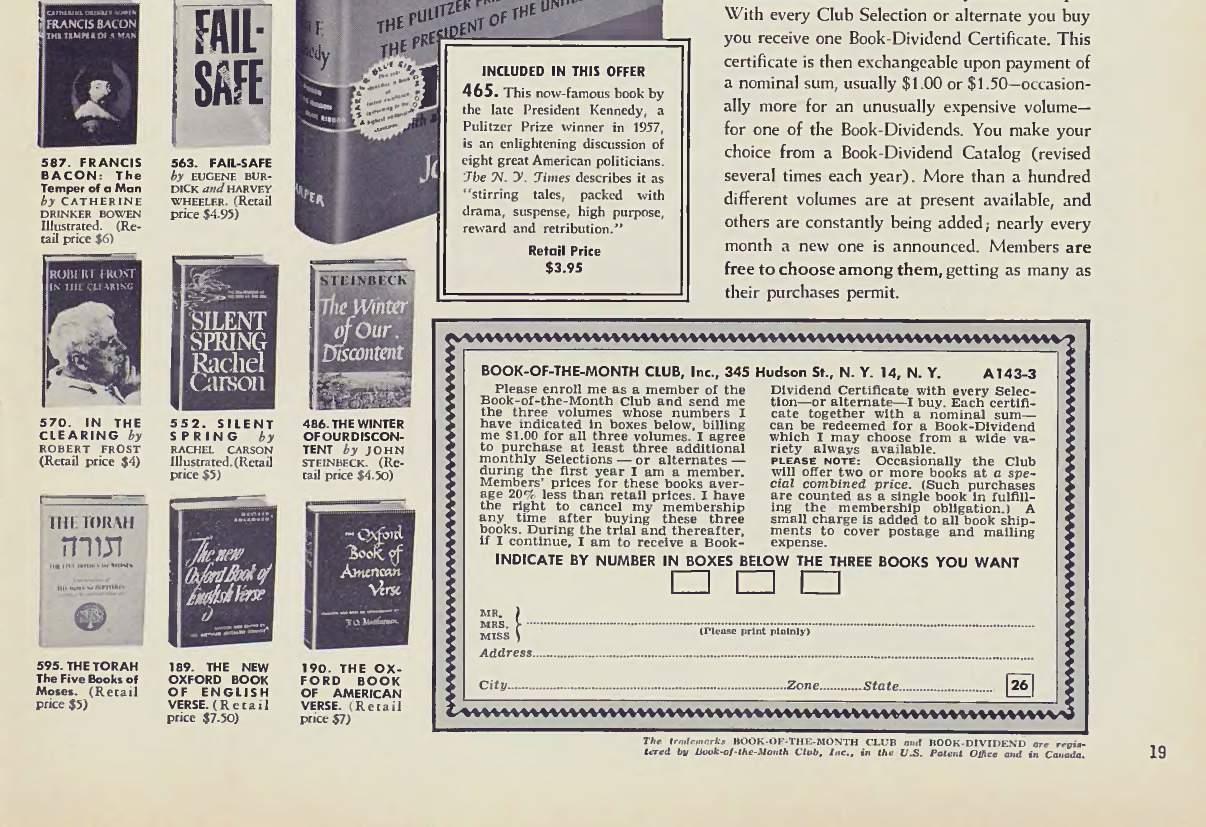 CATHERINE DRINKER BOWEN
FRANCIS BACON
THE TEMPER OF A MAN
587. FRANCIS
BACON: The
Temper of a Man
by CATHERINE
DRINKER BOWEN
Illustrated. (Re-
tail price $6)
FAIL-
SAFE
563. FAIL-SAFE
by EUGENE BUR-
DICK and HARVEY
WHEELER. (Retail
price $4.95)
THE PULITZER
THE PRESIDENT OF THE
HARPER
INCLUDED IN THIS OFFER
465. This now-famous book by
the late President Kennedy, a
Pulitzer Prize winner in 1957,
is an enlightening discussion of
eight great American politicians.
The N. Y. Times describes it as
"stirring tales, packed with
drama, suspense, high purpose,
reward and retribution."
Retail Price
$3.95
ROBERT FROST
IN THE CLEARING
570. IN THE
CLEARING by
ROBERT FROST
(Retail price $4)
SILENT
SPRING
Rachel
Carson
552. SILENT
SPRING by
RACHEL CARSON
Illustrated. (Retail
price $5)
STEINBECK
The Winter
of Our
Discontent
486. THE WINTER
OF OUR DISCON-
TENT by JOHN
STEINBECK. (Re-
tail price $4.50)
THE TORAH
תורה
THE FIVE BOOKS OF MOSES
595. THE TORAH
The Five Books of
Moses. (Retail
price $5)
The new
Oxford Book of
English Verse
189. THE NEW
OXFORD BOOK
OF ENGLISH
VERSE. (Retail
price $7.50)
The Oxford
Book of
American
Verse
190. THE OX-
FORD BOOK
OF AMERICAN
VERSE. (Retail
price $7)
With every Club Selection or alternate you buy
you receive one Book-Dividend Certificate. This
certificate is then exchangeable upon payment of
a nominal sum, usually $1.00 or $1.50—occasion-
ally more for an unusually expensive volume—
for one of the Book-Dividends. You make your
choice from a Book-Dividend Catalog (revised
several times each year). More than a hundred
different volumes are at present available, and
others are constantly being added; nearly every
month a new one is announced. Members are
free to choose among them, getting as many as
their purchases permit.
BOOK-OF-THE-MONTH CLUB, Inc., 345 Hudson St., N. Y. 14, N. Y. A143-3
Please enroll me as a member of the
Book-of-the-Month Club and send me
the three volumes whose numbers I
have indicated in boxes below, billing
me $1.00 for all three volumes. I agree
to purchase at least three additional
monthly Selections — or alternates —
during the first year I am a member.
Members' prices for these books aver-
age 20% less than retail prices. I have
the right to cancel my membership
any time after buying these three
books. During the trial and thereafter,
if I continue, I am to receive a Book-
Dividend Certificate with every Selec-
tion—or alternate—I buy. Each certifi-
cate together with a nominal sum—
can be redeemed for a Book-Dividend
which I may choose from a wide va-
riety always available.
PLEASE NOTE: Occasionally the Club
will offer two or more books at a spe-
cial combined price. (Such purchases
are counted as a single book in fulfill-
ing the membership obligation.) A
small charge is added to all book ship-
ments to cover postage and mailing
expense.
INDICATE BY NUMBER IN BOXES BELOW THE THREE BOOKS YOU WANT
MR.
MRS.
MISS
(Please print plainly)
Address
City Zone State 26
The trademarks BOOK-OF-THE-MONTH CLUB and BOOK-DIVIDEND are regis-
tered by Book-of-the-Month Club, Inc., in the U.S. Patent Office and in Canada.
19